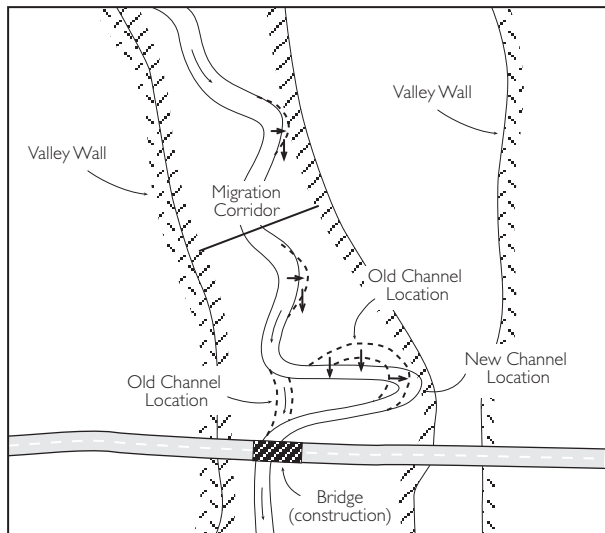 Valley Wall
Valley Wall
Migration
Corridor
Old Channel
Location
New Channel
Location
Old Channel
Location
Bridge
(construction)